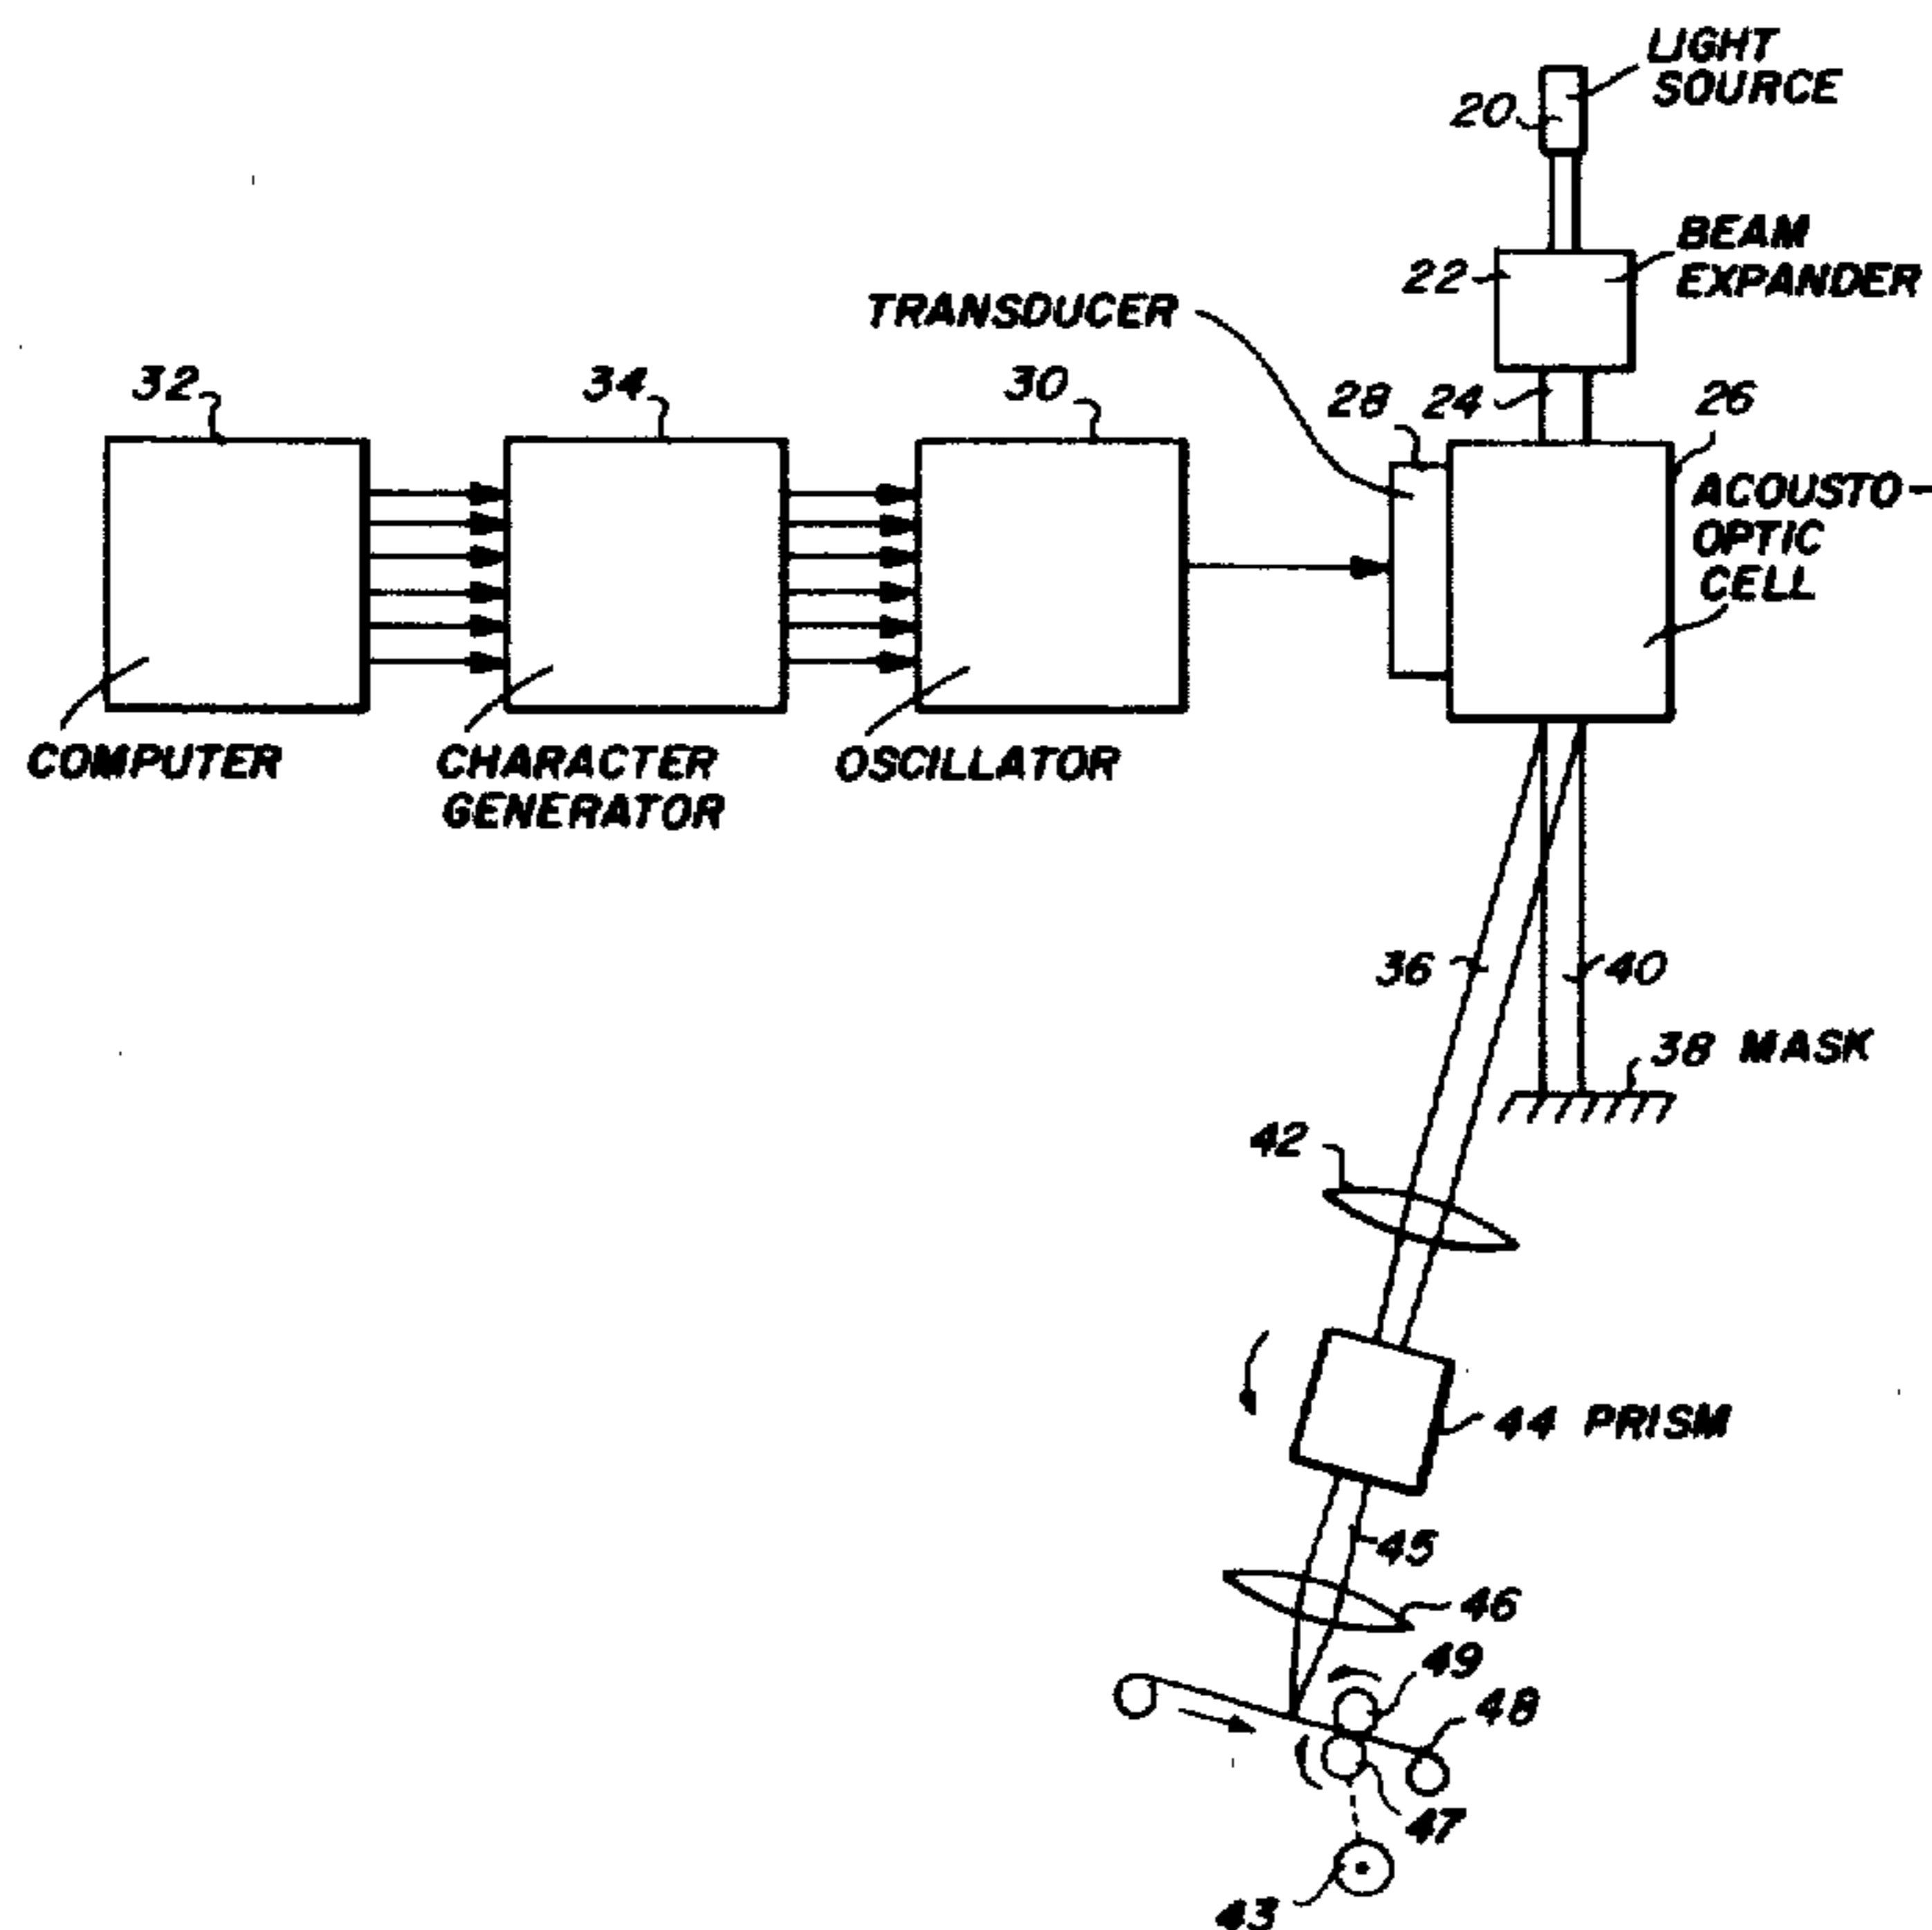 LIGHT
SOURCE
20
BEAM
EXPANDER
22
TRANSDUCER
32
34
30
28
24
26
ACOUSTO-
OPTIC
CELL
COMPUTER
CHARACTER
GENERATOR
OSCILLATOR
36
40
38 MASK
42
44 PRISM
45
46
49
48
47
43